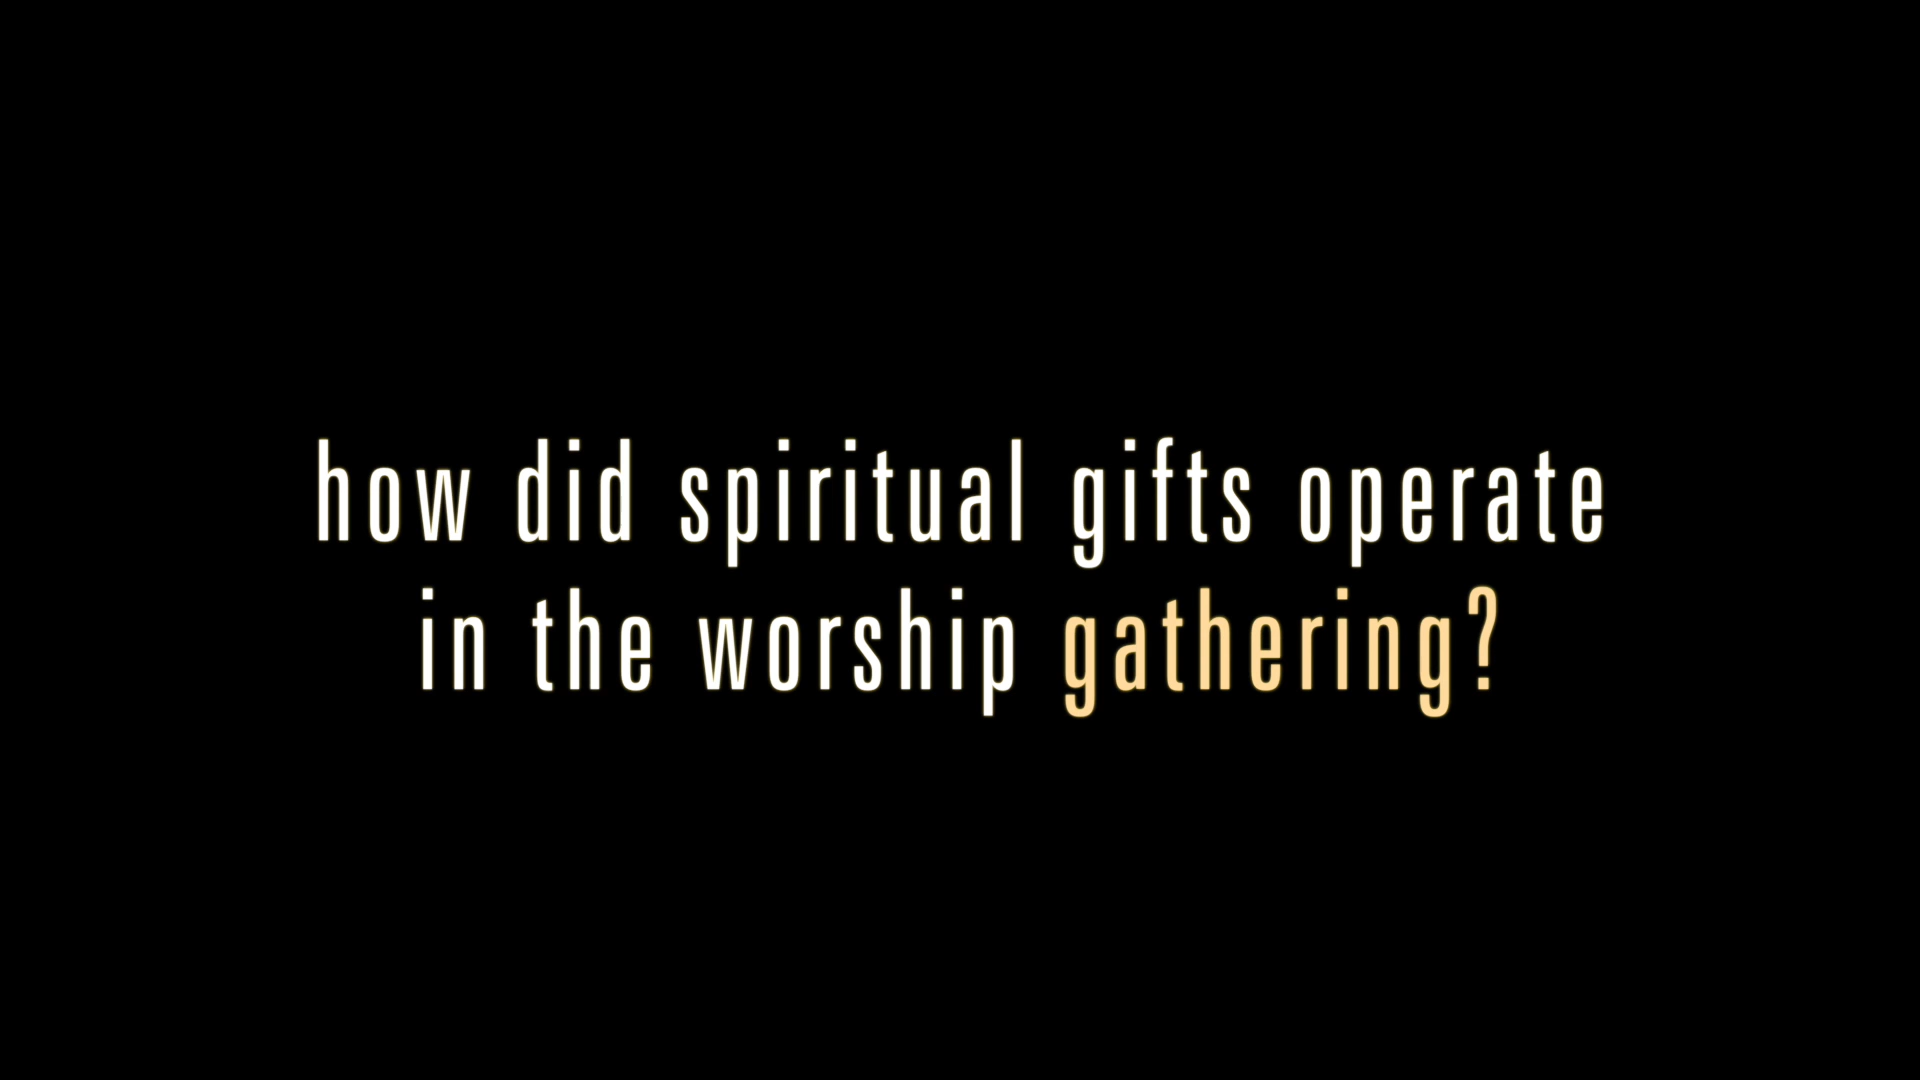 how did spiritual gifts operate
in the worship gathering?